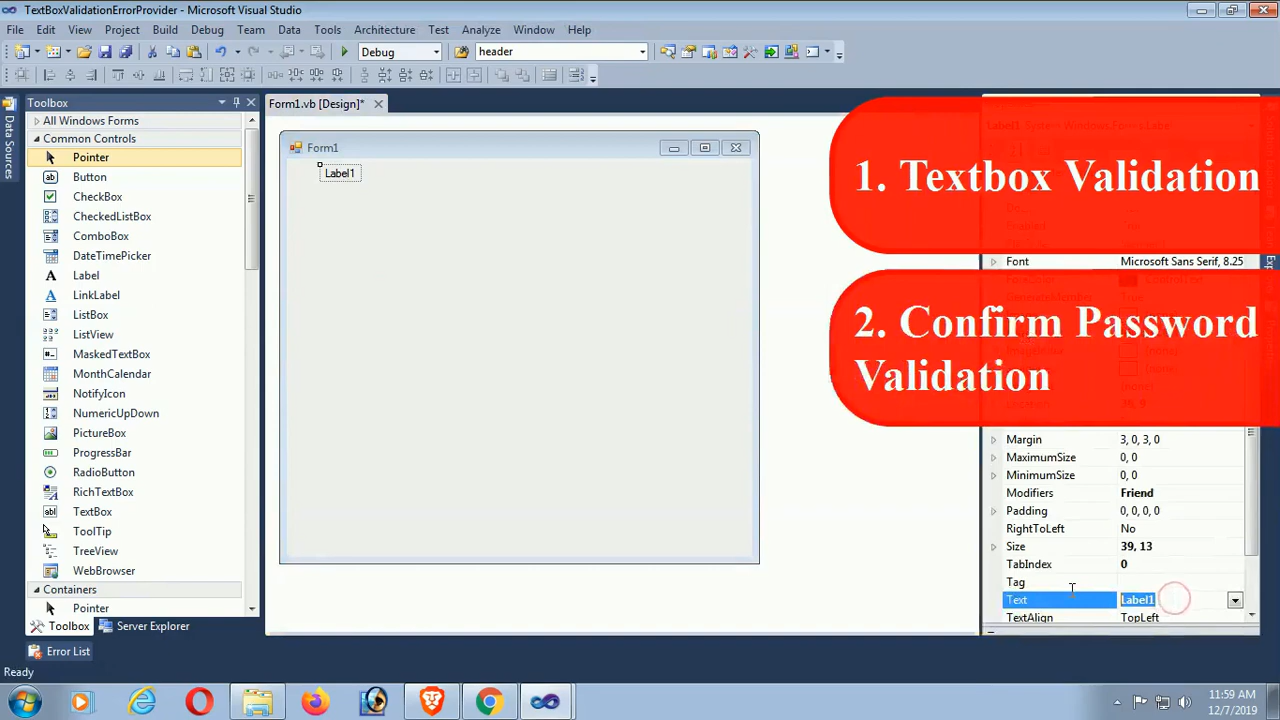 TextBoxValidationErrorProvider - Microsoft Visual Studio
File Edit View Project Build Debug Team Data Tools Architecture Test Analyze Window Help
Debug header
Toolbox
Form1.vb [Design]*
Data Sources
All Windows Forms
Common Controls
Pointer
Button
CheckBox
CheckedListBox
ComboBox
DateTimePicker
Label
LinkLabel
ListBox
ListView
MaskedTextBox
MonthCalendar
NotifyIcon
NumericUpDown
PictureBox
ProgressBar
RadioButton
RichTextBox
TextBox
ToolTip
TreeView
WebBrowser
Containers
Pointer
Toolbox Server Explorer
Error List
Ready
Form1
Label1
1. Textbox Validation
Font Microsoft Sans Serif, 8.25
2. Confirm Password
Validation
Margin 3, 0, 3, 0
MaximumSize 0, 0
MinimumSize 0, 0
Modifiers Friend
Padding 0, 0, 0, 0
RightToLeft No
Size 39, 13
TabIndex 0
Tag
Text Label1
TextAlign TopLeft
11:59 AM
12/7/2019